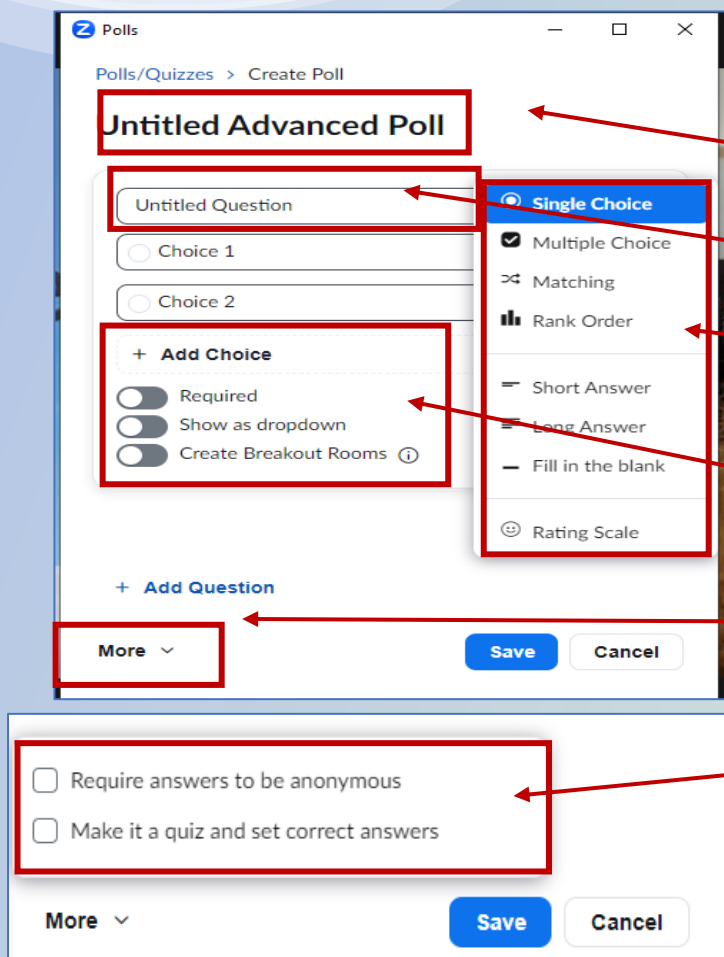 Polls
Polls/Quizzes > Create Poll
Untitled Advanced Poll
Untitled Question
Single Choice
Choice 1
Multiple Choice
Matching
Choice 2
Rank Order
+ Add Choice
Required
Short Answer
Show as dropdown
Long Answer
Create Breakout Rooms
Fill in the blank
Rating Scale
+ Add Question
More
Save
Cancel
Require answers to be anonymous
Make it a quiz and set correct answers
More
Save
Cancel